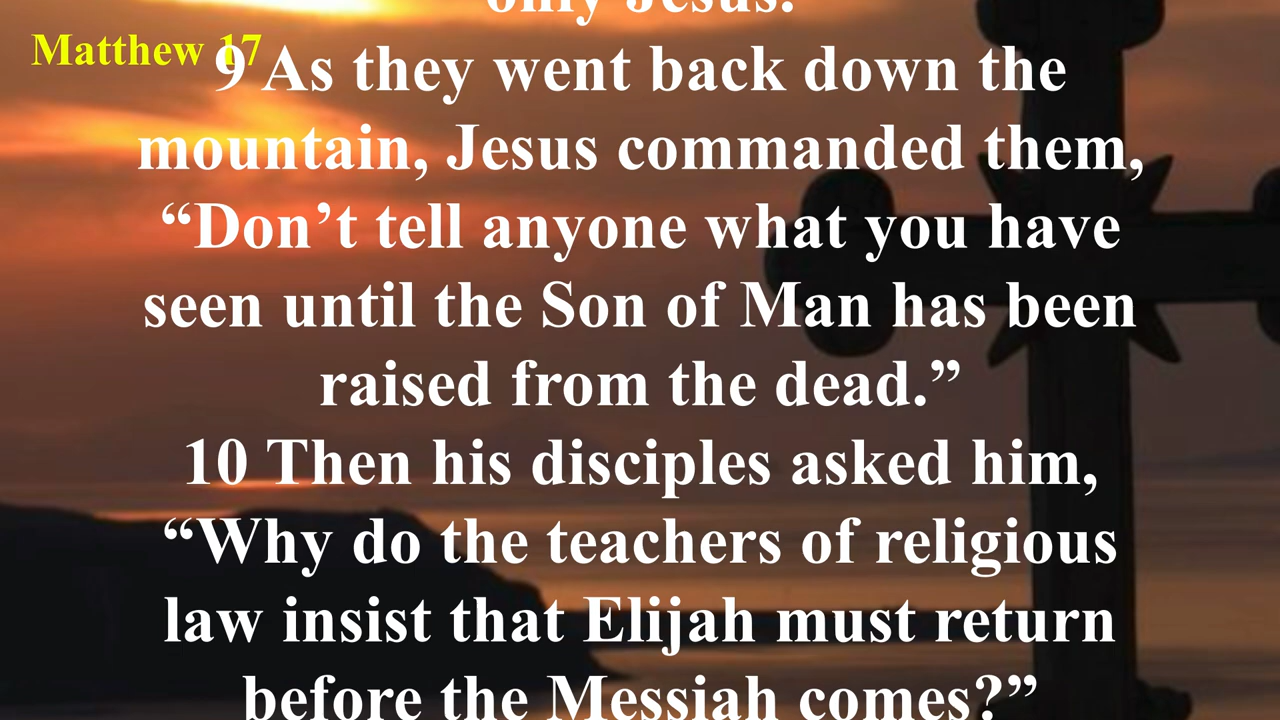 only Jesus.
Matthew 17
9 As they went back down the
mountain, Jesus commanded them,
“Don’t tell anyone what you have
seen until the Son of Man has been
raised from the dead.”
10 Then his disciples asked him,
“Why do the teachers of religious
law insist that Elijah must return
before the Messiah comes?”